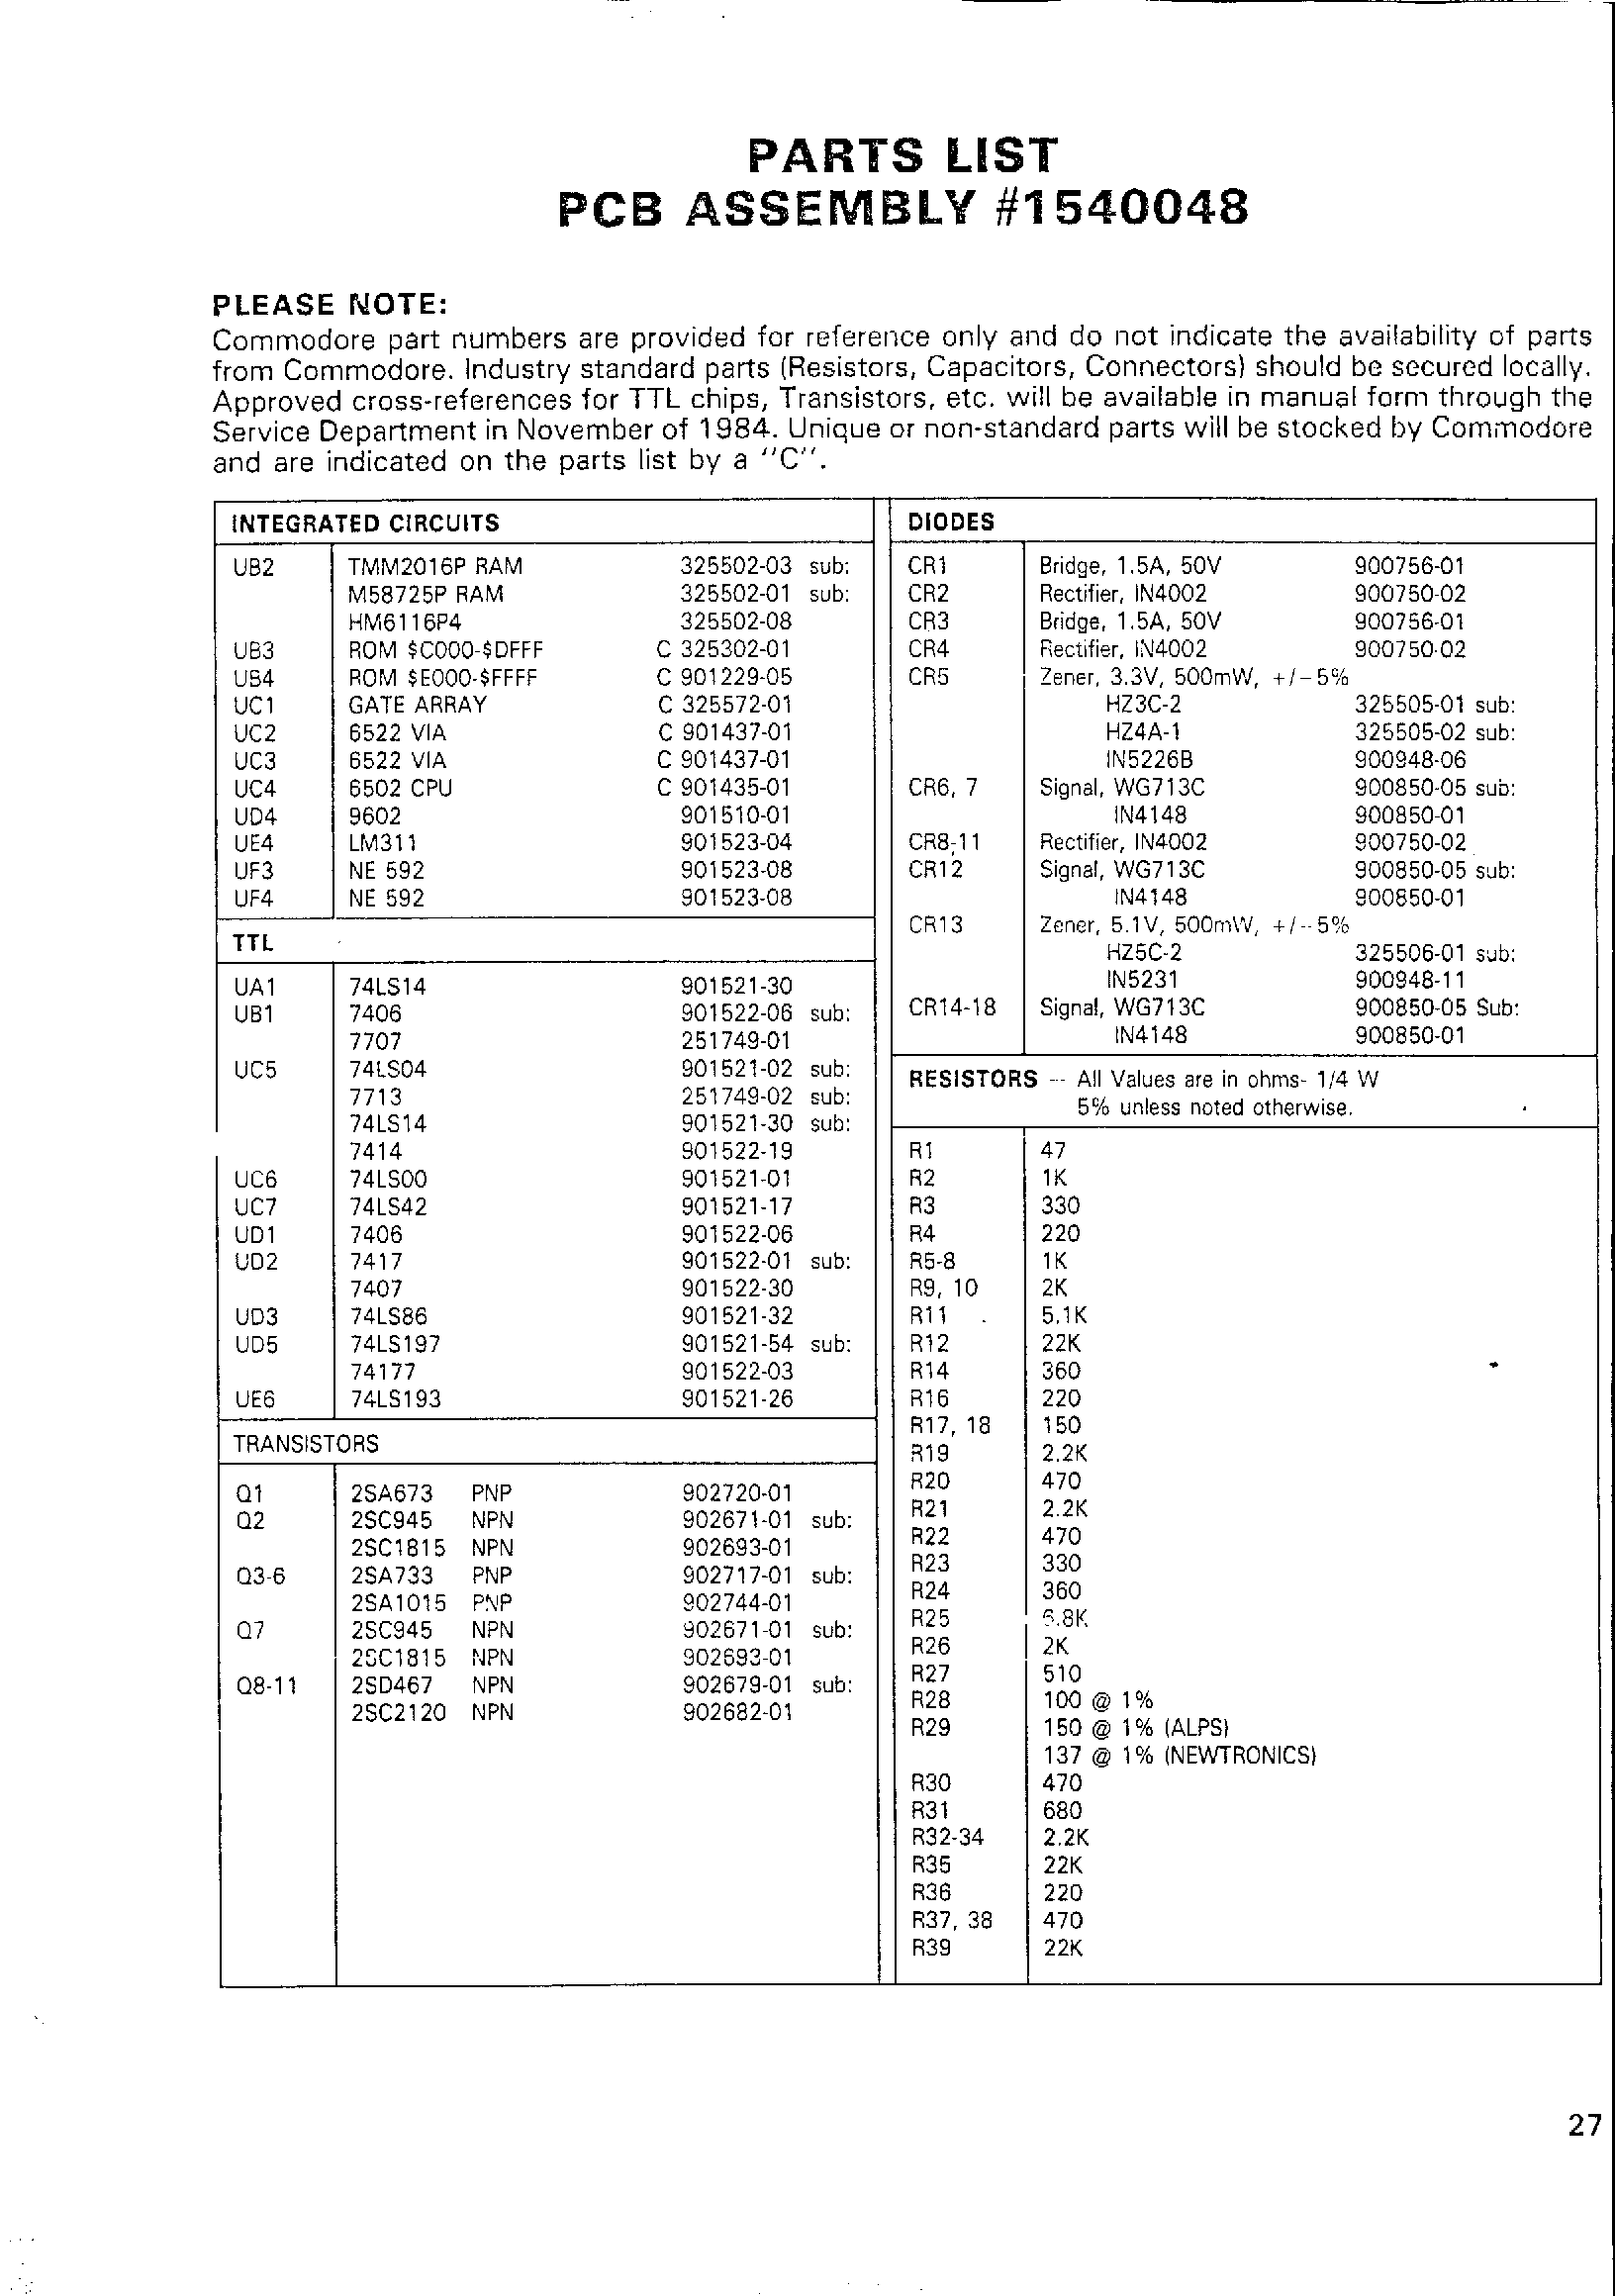 PARTS LIST
PCB ASSEMBLY #1540048
PLEASE NOTE:
Commodore part numbers are provided for reference only and do not indicate the availability of parts
from Commodore. Industry standard parts (Resistors, Capacitors, Connectors) should be secured locally.
Approved cross-references for TTL chips, Transistors, etc. will be available in manual form through the
Service Department in November of 1984. Unique or non-standard parts will be stocked by Commodore
and are indicated on the parts list by a "C".
INTEGRATED CIRCUITS
UB2 TMM2016P RAM 325502-03 sub:
M58725P RAM 325502-01 sub:
HM6116P4 325502-08
UB3 ROM $C000-$DFFF C 325302-01
UB4 ROM $E000-$FFFF C 901229-05
UC1 GATE ARRAY C 325572-01
UC2 6522 VIA C 901437-01
UC3 6522 VIA C 901437-01
UC4 6502 CPU C 901435-01
UD4 9602 901510-01
UE4 LM311 901523-04
UF3 NE 592 901523-08
UF4 NE 592 901523-08
TTL
UA1 74LS14 901521-30
UB1 7406 901522-06 sub:
7707 251749-01
UC5 74LS04 901521-02 sub:
7713 251749-02 sub:
74LS14 901521-30 sub:
7414 901522-19
UC6 74LS00 901521-01
UC7 74LS42 901521-17
UD1 7406 901522-06
UD2 7417 901522-01 sub:
7407 901522-30
UD3 74LS86 901521-32
UD5 74LS197 901521-54 sub:
74177 901522-03
UE6 74LS193 901521-26
TRANSISTORS
Q1 2SA673 PNP 902720-01
Q2 2SC945 NPN 902671-01 sub:
2SC1815 NPN 902693-01
Q3-6 2SA733 PNP 902717-01 sub:
2SA1015 PNP 902744-01
Q7 2SC945 NPN 902671-01 sub:
2SC1815 NPN 902693-01
Q8-11 2SD467 NPN 902679-01 sub:
2SC2120 NPN 902682-01
DIODES
CR1 Bridge, 1.5A, 50V 900756-01
CR2 Rectifier, IN4002 900750-02
CR3 Bridge, 1.5A, 50V 900756-01
CR4 Rectifier, IN4002 900750-02
CR5 Zener, 3.3V, 500mW, +/-5%
HZ3C-2 325505-01 sub:
HZ4A-1 325505-02 sub:
IN5226B 900948-06
CR6, 7 Signal, WG713C 900850-05 sub:
IN4148 900850-01
CR8-11 Rectifier, IN4002 900750-02
CR12 Signal, WG713C 900850-05 sub:
IN4148 900850-01
CR13 Zener, 5.1V, 500mW, +/-5%
HZ5C-2 325506-01 sub:
IN5231 900948-11
CR14-18 Signal, WG713C 900850-05 Sub:
IN4148 900850-01
RESISTORS -- All Values are in ohms- 1/4 W
5% unless noted otherwise.
R1 47
R2 1K
R3 330
R4 220
R5-8 1K
R9, 10 2K
R11 5.1K
R12 22K
R14 360
R16 220
R17, 18 150
R19 2.2K
R20 470
R21 2.2K
R22 470
R23 330
R24 360
R25
R26 2K
R27 510
R28 100 @ 1%
R29 150 @ 1% (ALPS)
137 @ 1% (NEWTRONICS)
R30 470
R31 680
R32-34 2.2K
R35 22K
R36 220
R37, 38 470
R39 22K
27